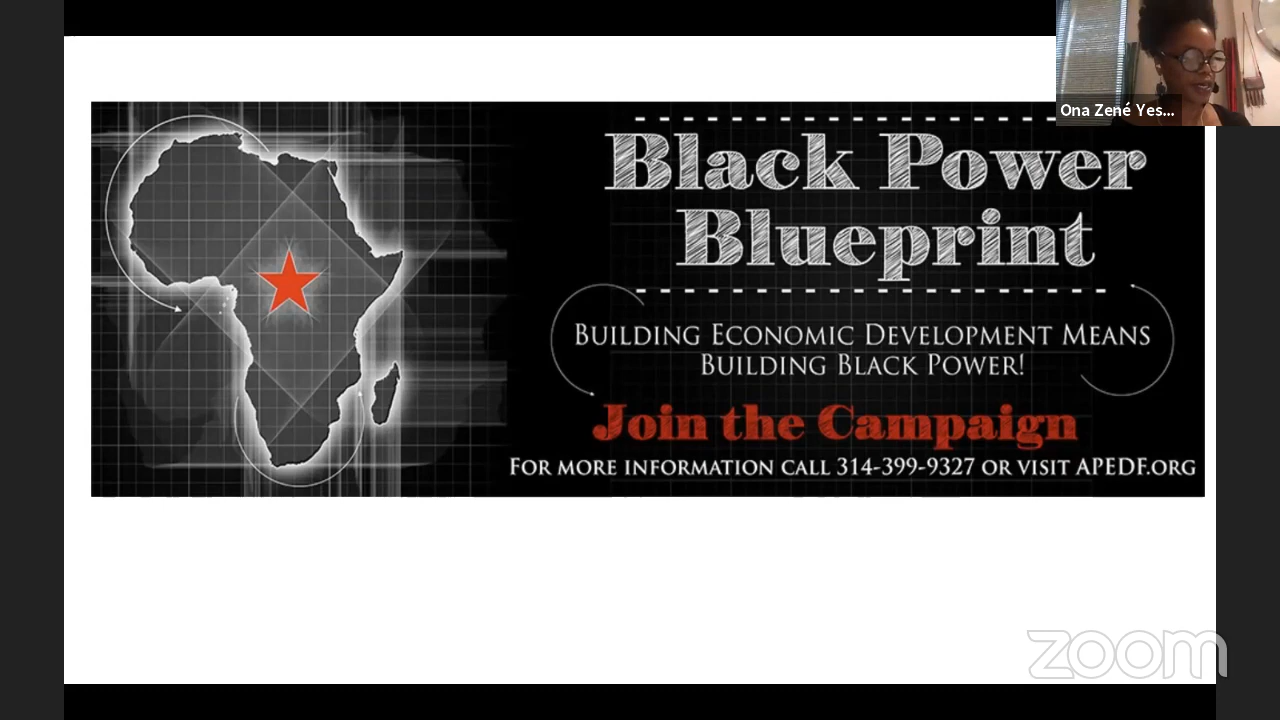 Ona Zené Yes...
Black Power
Blueprint
BUILDING ECONOMIC DEVELOPMENT MEANS
BUILDING BLACK POWER!
Join the Campaign
FOR MORE INFORMATION CALL 314-399-9327 OR VISIT APEDF.ORG
zoom